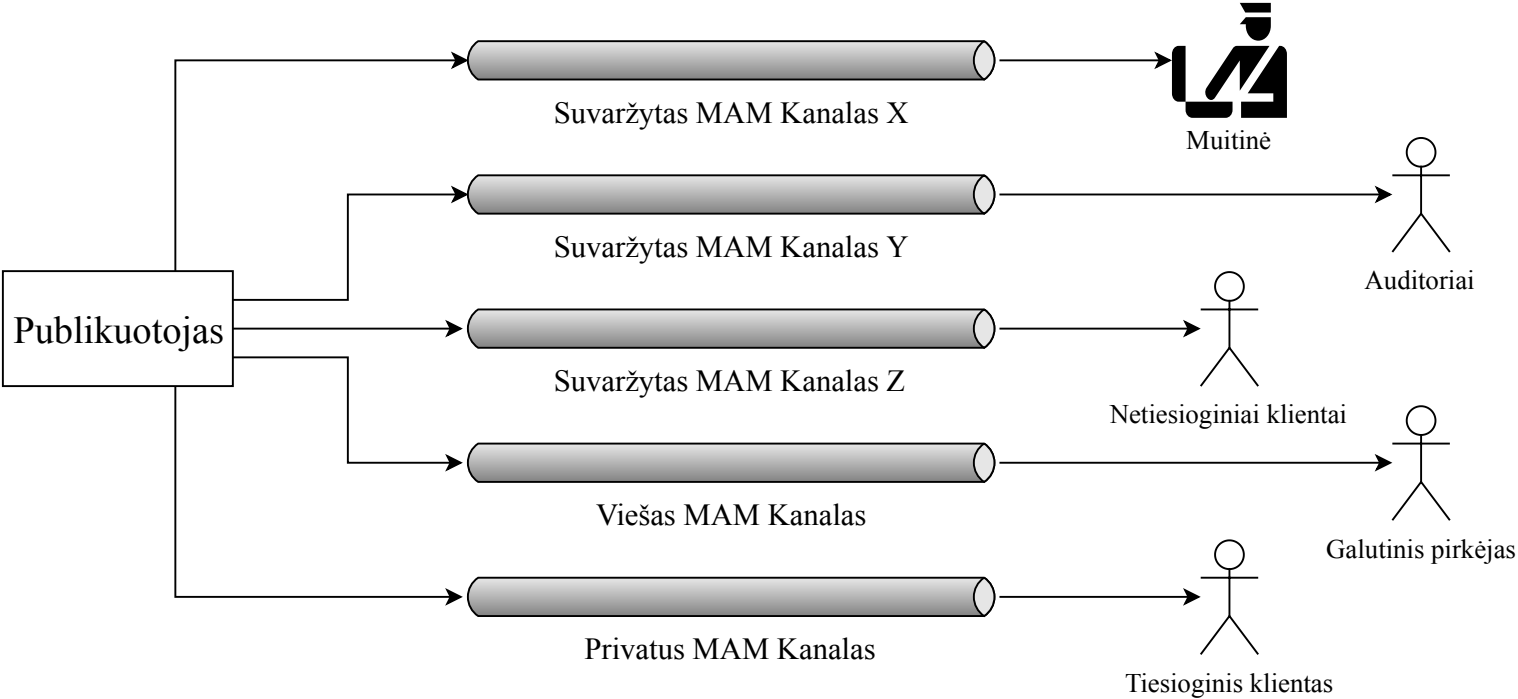 Suvaržytas MAM Kanalas X
Muitinė
Suvaržytas MAM Kanalas Y
Auditoriai
Publikuotojas
Suvaržytas MAM Kanalas Z
Netiesioginiai klientai
Viešas MAM Kanalas
Galutinis pirkėjas
Privatus MAM Kanalas
Tiesioginis klientas